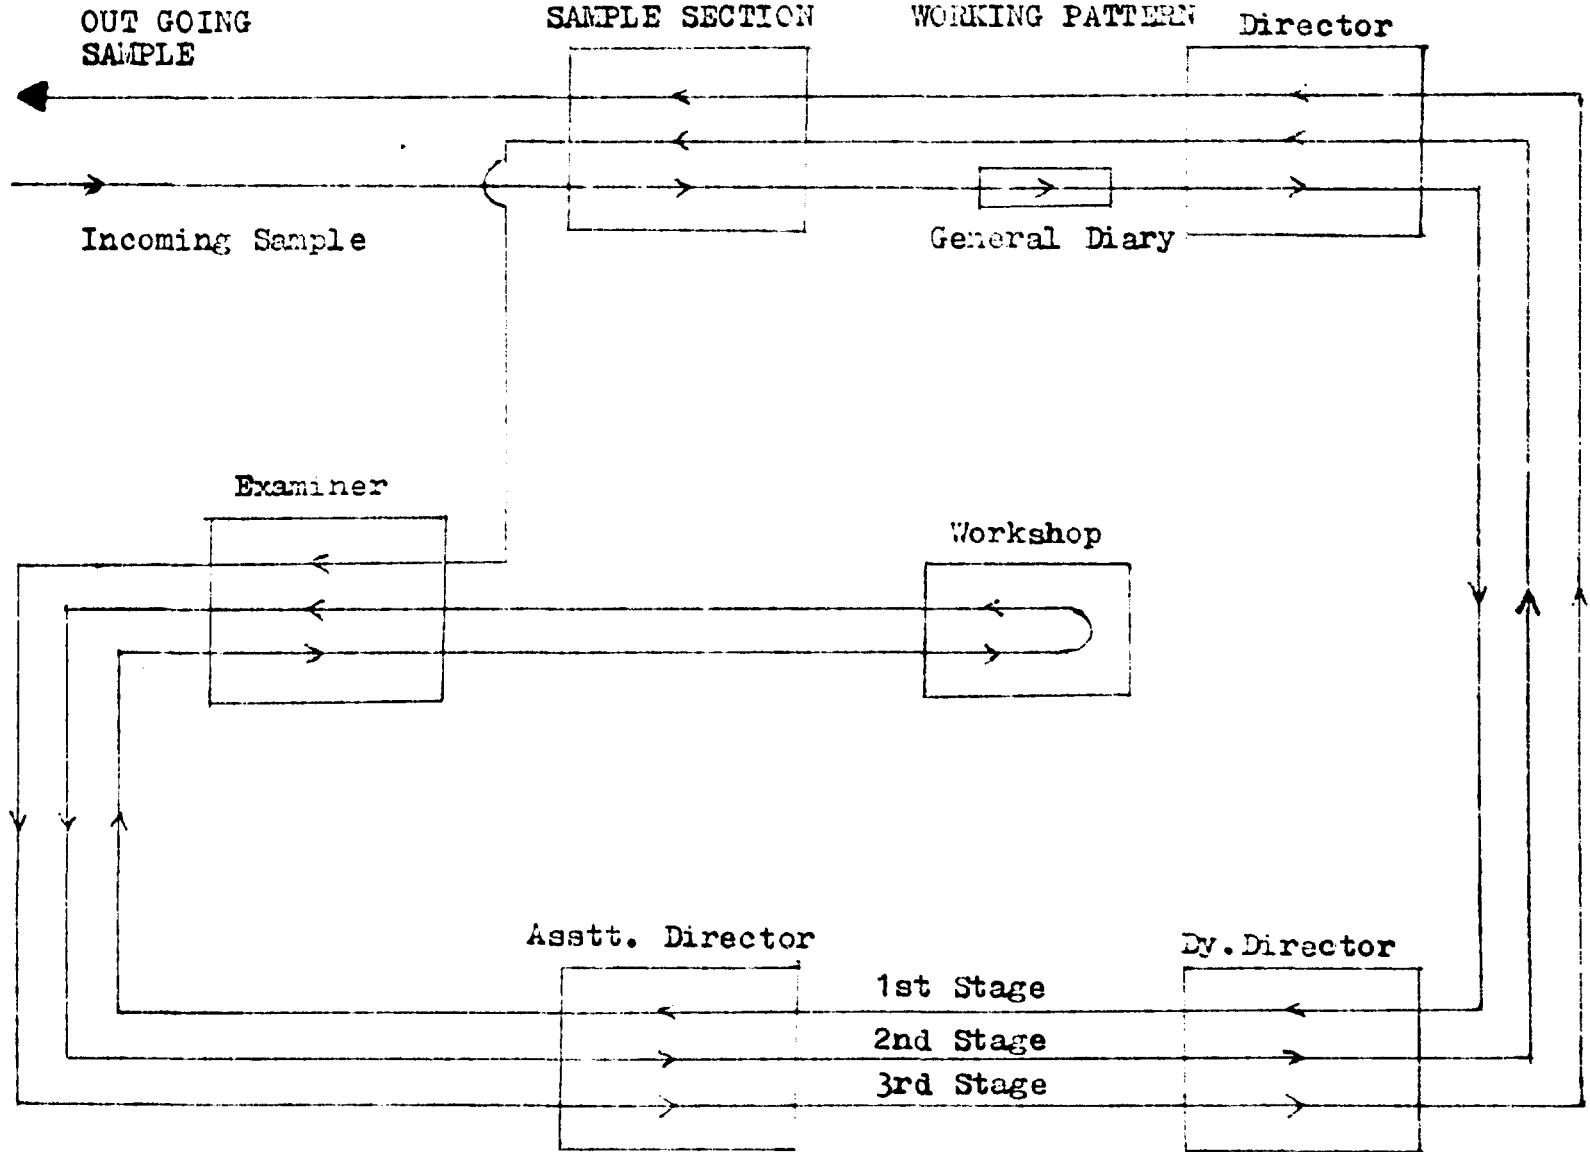 OUT GOING
SAMPLE
SAMPLE SECTION
WORKING PATTERN
Director
Incoming Sample
General Diary
Examiner
Workshop
Asstt. Director
Dy.Director
1st Stage
2nd Stage
3rd Stage